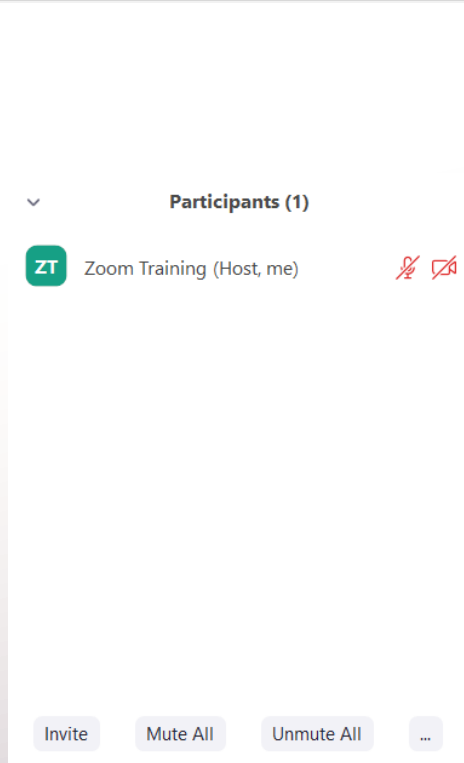 Participants (1)
ZT Zoom Training (Host, me)
Invite Mute All Unmute All ...